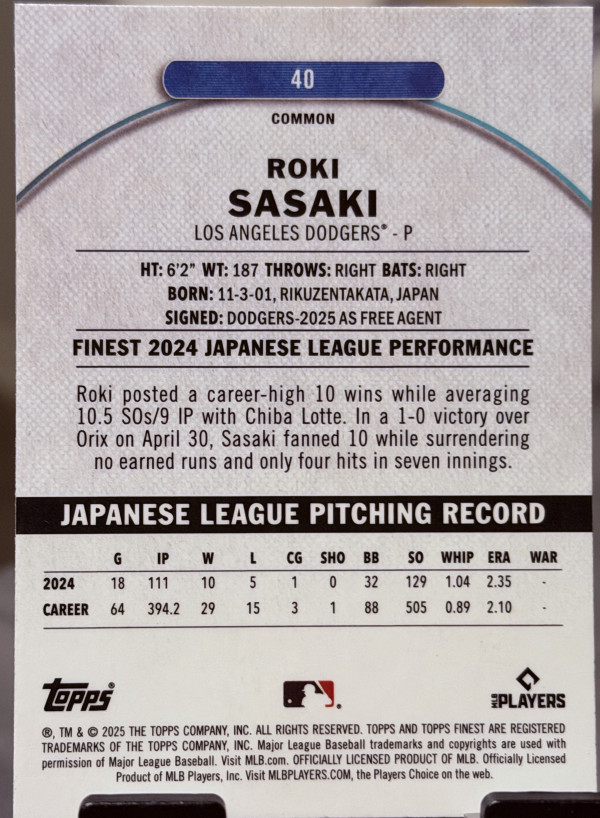 40
COMMON
ROKI
SASAKI
LOS ANGELES DODGERS® - P
HT: 6'2" WT: 187 THROWS: RIGHT BATS: RIGHT
BORN: 11-3-01, RIKUZENTAKATA, JAPAN
SIGNED: DODGERS-2025 AS FREE AGENT
FINEST 2024 JAPANESE LEAGUE PERFORMANCE
Roki posted a career-high 10 wins while averaging
10.5 SOs/9 IP with Chiba Lotte. In a 1-0 victory over
Orix on April 30, Sasaki fanned 10 while surrendering
no earned runs and only four hits in seven innings.
JAPANESE LEAGUE PITCHING RECORD
G IP W L CG SHO BB SO WHIP ERA WAR
2024 18 111 10 5 1 0 32 129 1.04 2.35 -
CAREER 64 394.2 29 15 3 1 88 505 0.89 2.10 -
topps® MLB PLAYERS
®, TM & © 2025 THE TOPPS COMPANY, INC. ALL RIGHTS RESERVED. TOPPS AND TOPPS FINEST ARE REGISTERED
TRADEMARKS OF THE TOPPS COMPANY, INC. Major League Baseball trademarks and copyrights are used with
permission of Major League Baseball. Visit MLB.com. OFFICIALLY LICENSED PRODUCT OF MLB. Officially Licensed
Product of MLB Players, Inc. Visit MLBPLAYERS.COM, the Players Choice on the web.